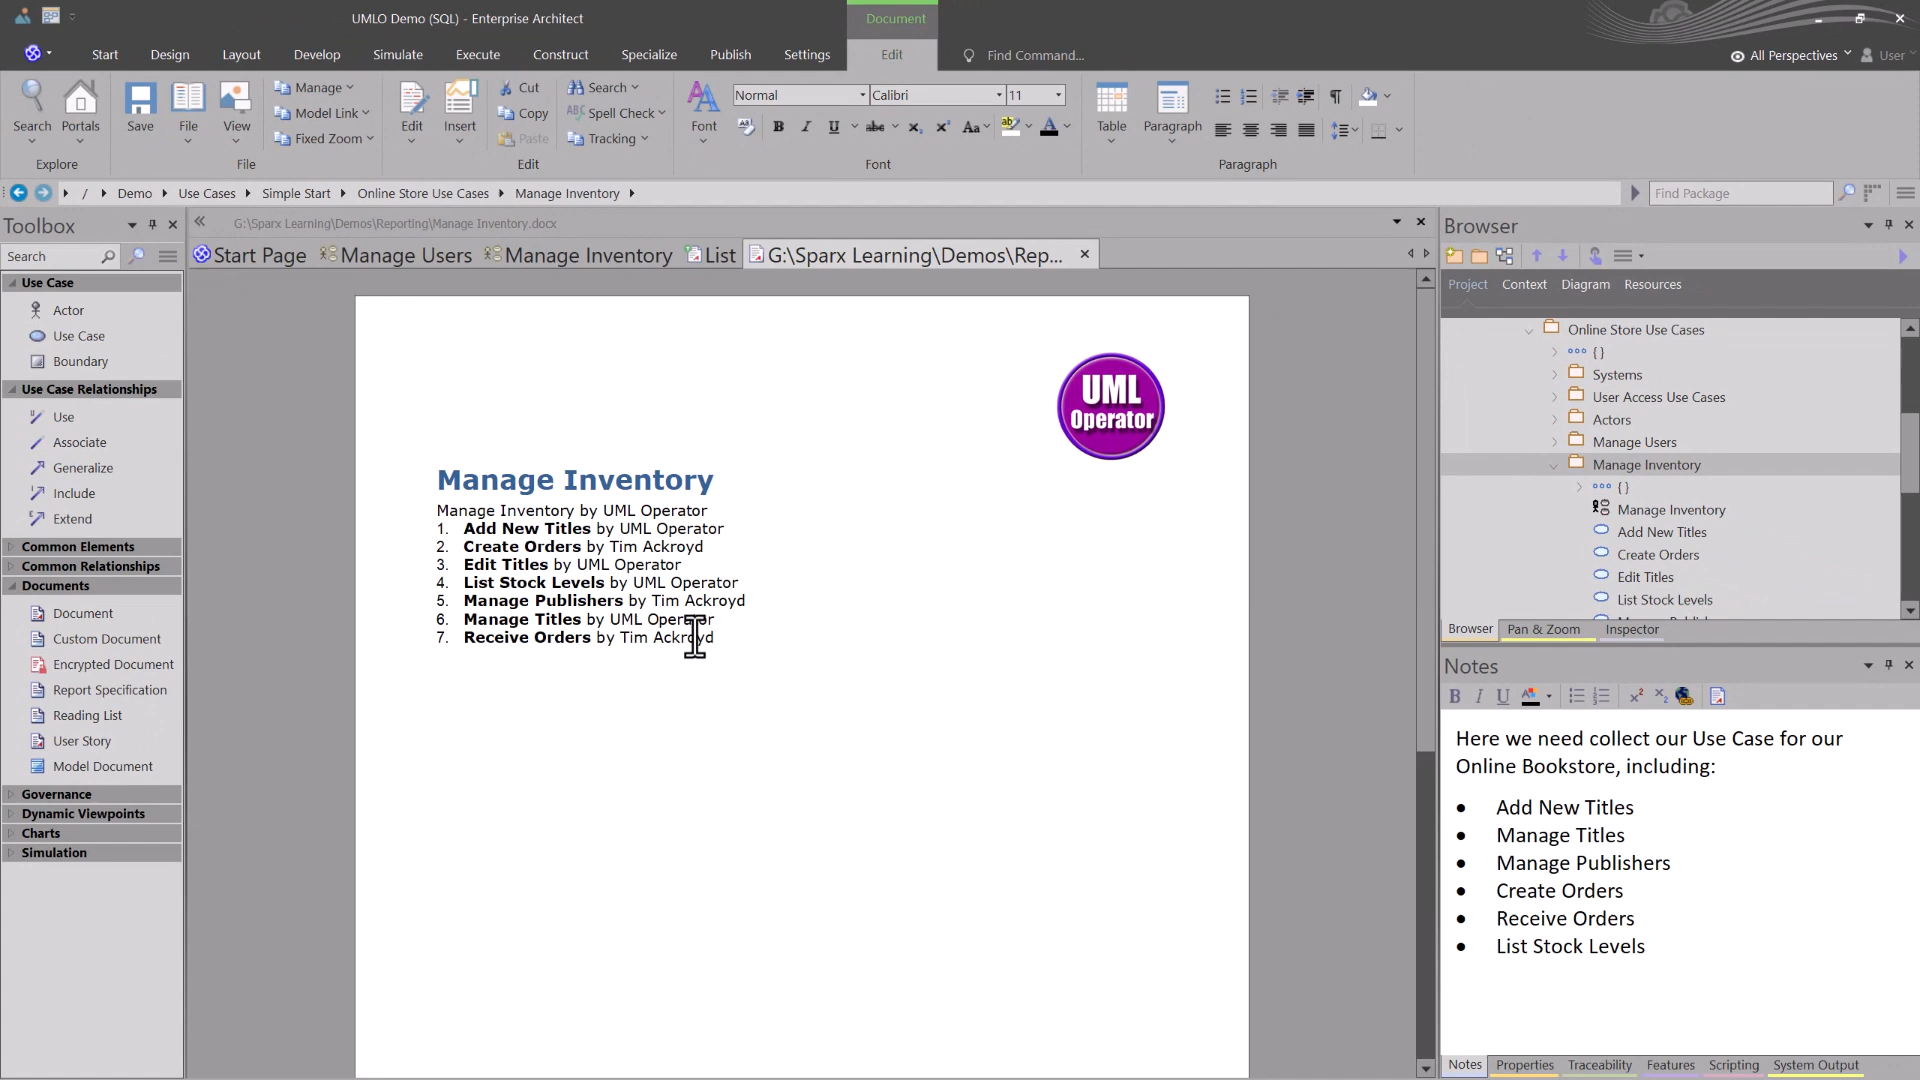 UMLO Demo (SQL) - Enterprise Architect
Document
Start
Design
Layout
Develop
Simulate
Execute
Construct
Specialize
Publish
Settings
Edit
Find Command...
All Perspectives
User
Search
Portals
Explore
Save
File
View
Manage
Model Link
Fixed Zoom
File
Edit
Insert
Cut
Copy
Paste
Edit
Search
Spell Check
Tracking
Font
Normal
Calibri
11
Font
Table
Paragraph
Paragraph
/ Demo Use Cases Simple Start Online Store Use Cases Manage Inventory
Find Package
Toolbox
Search
Use Case
Actor
Use Case
Boundary
Use Case Relationships
Use
Associate
Generalize
Include
Extend
Common Elements
Common Relationships
Documents
Document
Custom Document
Encrypted Document
Report Specification
Reading List
User Story
Model Document
Governance
Dynamic Viewpoints
Charts
Simulation
G:\Sparx Learning\Demos\Reporting\Manage Inventory.docx
Start Page
Manage Users
Manage Inventory
List
G:\Sparx Learning\Demos\Rep...
UML
Operator
Manage Inventory
Manage Inventory by UML Operator
1. Add New Titles by UML Operator
2. Create Orders by Tim Ackroyd
3. Edit Titles by UML Operator
4. List Stock Levels by UML Operator
5. Manage Publishers by Tim Ackroyd
6. Manage Titles by UML Operator
7. Receive Orders by Tim Ackroyd
Browser
Project
Context
Diagram
Resources
Online Store Use Cases
{ }
Systems
User Access Use Cases
Actors
Manage Users
Manage Inventory
{ }
Manage Inventory
Add New Titles
Create Orders
Edit Titles
List Stock Levels
Browser
Pan & Zoom
Inspector
Notes
Here we need collect our Use Case for our
Online Bookstore, including:
• Add New Titles
• Manage Titles
• Manage Publishers
• Create Orders
• Receive Orders
• List Stock Levels
Notes
Properties
Traceability
Features
Scripting
System Output